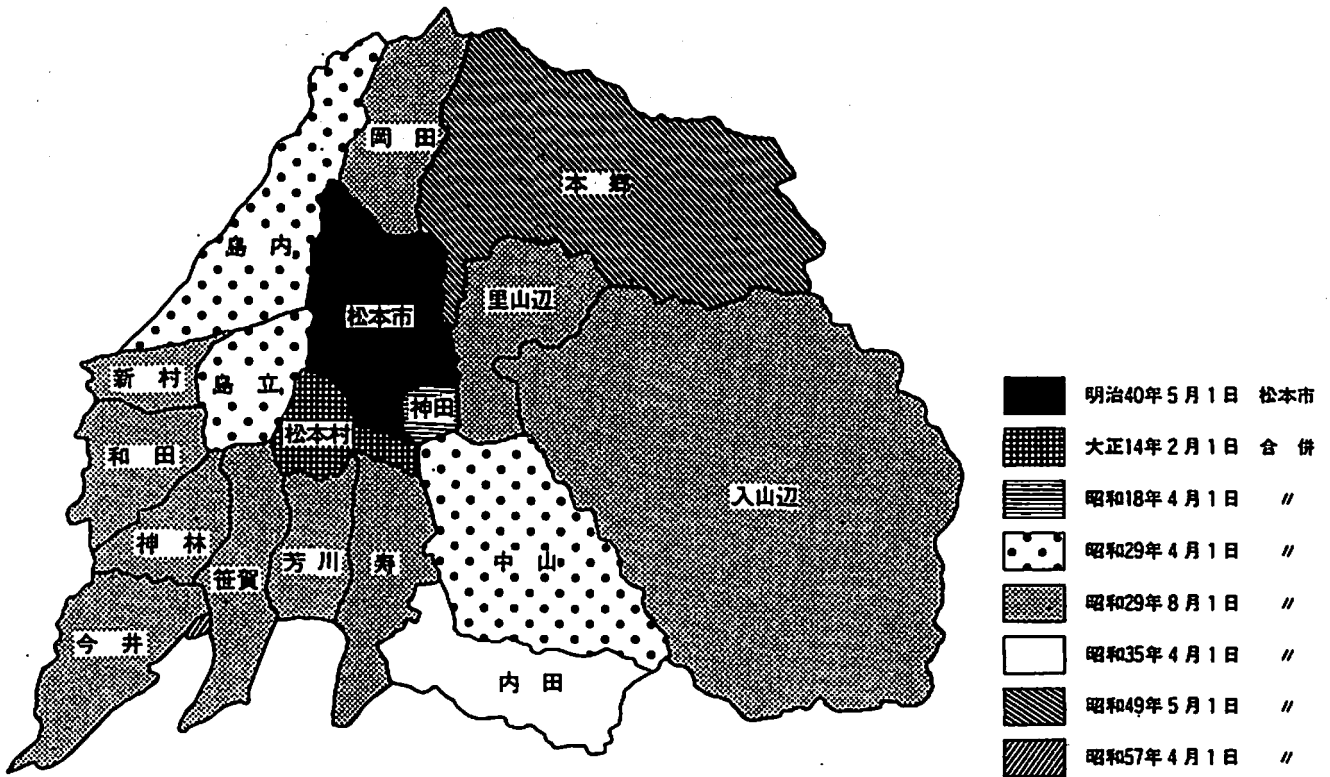 岡田
本郷
島内
里山辺
松本市
新村
島立
神田
松本村
和田
入山辺
神林
笹賀
芳川
寿
中山
今井
内田
明治40年5月1日 松本市
大正14年2月1日 合併
昭和18年4月1日 〃
昭和29年4月1日 〃
昭和29年8月1日 〃
昭和35年4月1日 〃
昭和49年5月1日 〃
昭和57年4月1日 〃